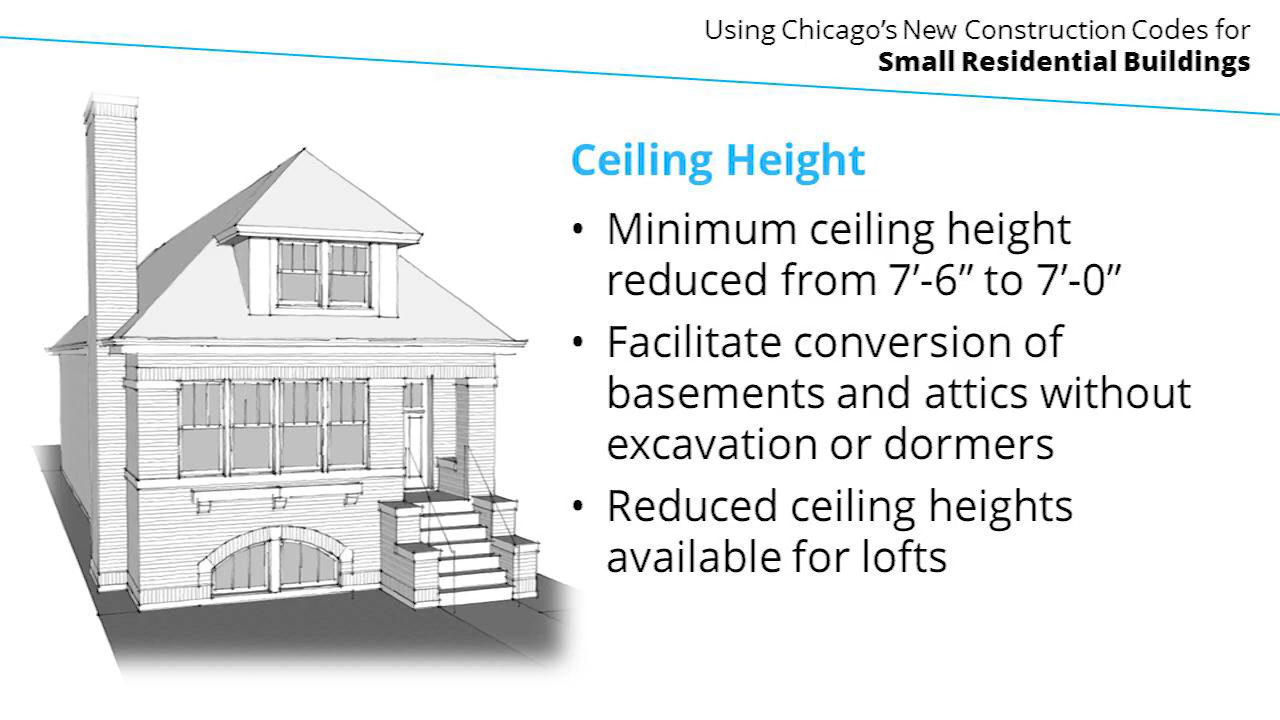 Using Chicago’s New Construction Codes for
Small Residential Buildings
Ceiling Height
• Minimum ceiling height
reduced from 7’-6” to 7’-0”
• Facilitate conversion of
basements and attics without
excavation or dormers
• Reduced ceiling heights
available for lofts